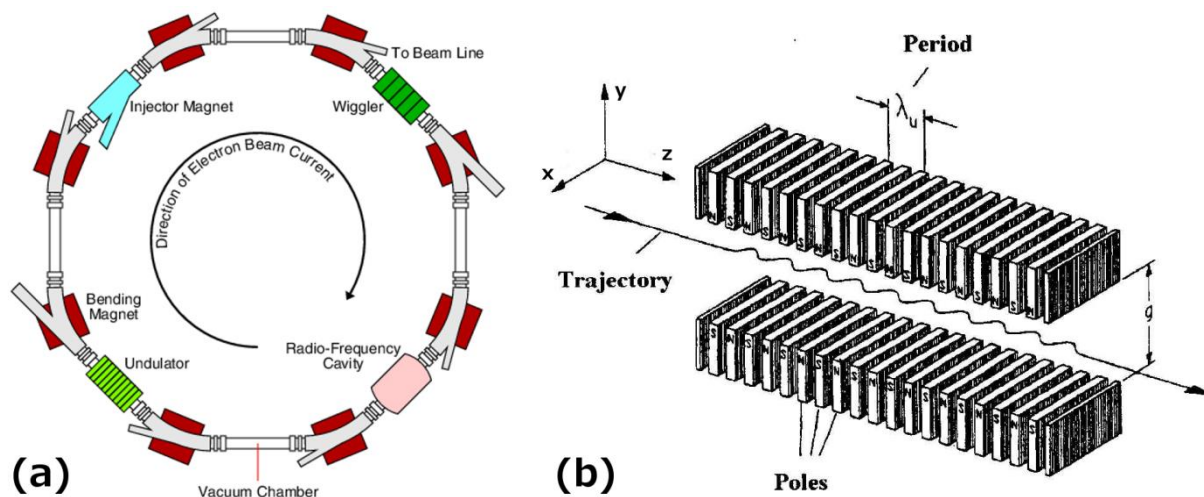 To Beam Line
Injector Magnet
Wiggler
Direction of Electron Beam Current
Bending
Magnet
Undulator
Radio-Frequency
Cavity
Vacuum Chamber
(a)
Period
λu
y
z
x
Trajectory
g
Poles
(b)